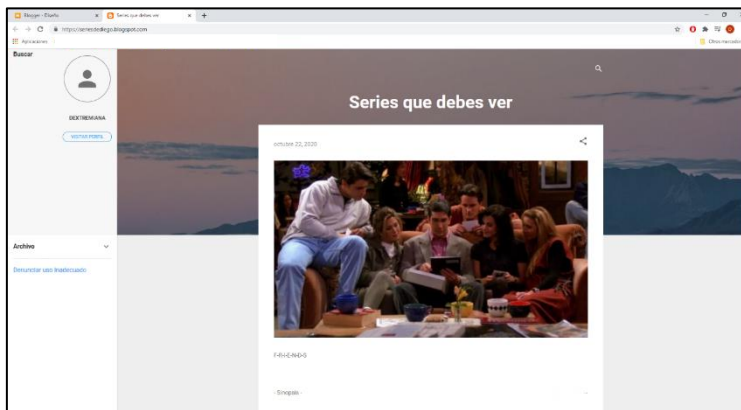 Blogger - Diseño
Series que debes ver
https://seriesdediego.blogspot.com
Aplicaciones
Otros marcadores
Buscar
DEXTREMIANA
VISITAR PERFIL
Archivo
Denunciar uso inadecuado
Series que debes ver
octubre 22, 2020
F-R-I-E-N-D-S
- Sinopsis -